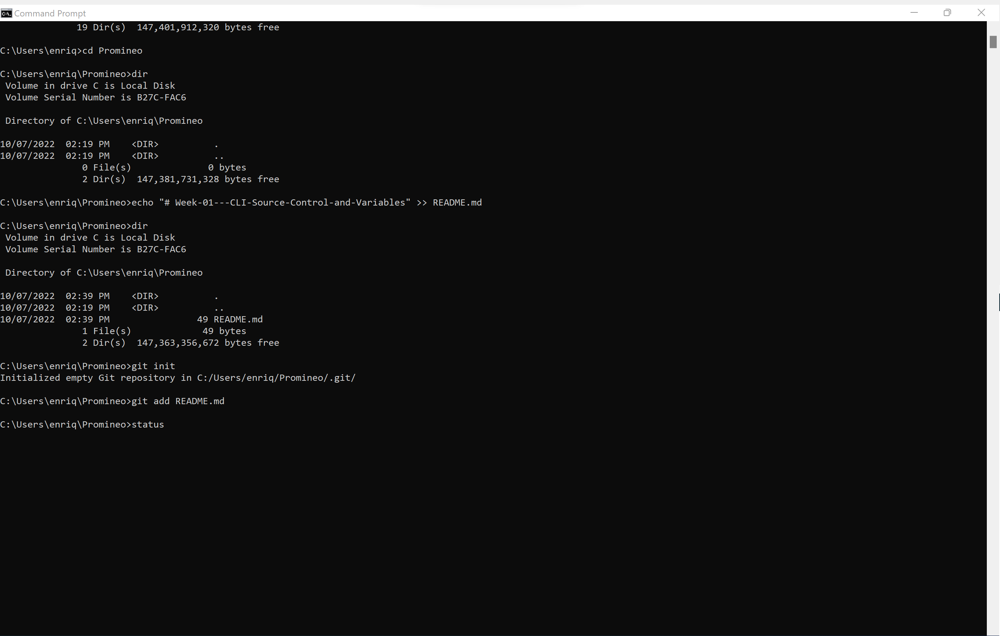 Command Prompt
19 Dir(s)  147,401,912,320 bytes free
C:\Users\enriq>cd Promineo
C:\Users\enriq\Promineo>dir
Volume in drive C is Local Disk
Volume Serial Number is B27C-FAC6
Directory of C:\Users\enriq\Promineo
10/07/2022  02:19 PM    <DIR>          .
10/07/2022  02:19 PM    <DIR>          ..
0 File(s)              0 bytes
2 Dir(s)  147,381,731,328 bytes free
C:\Users\enriq\Promineo>echo "# Week-01---CLI-Source-Control-and-Variables" >> README.md
C:\Users\enriq\Promineo>dir
Volume in drive C is Local Disk
Volume Serial Number is B27C-FAC6
Directory of C:\Users\enriq\Promineo
10/07/2022  02:39 PM    <DIR>          .
10/07/2022  02:19 PM    <DIR>          ..
10/07/2022  02:39 PM                49 README.md
1 File(s)             49 bytes
2 Dir(s)  147,363,356,672 bytes free
C:\Users\enriq\Promineo>git init
Initialized empty Git repository in C:/Users/enriq/Promineo/.git/
C:\Users\enriq\Promineo>git add README.md
C:\Users\enriq\Promineo>status